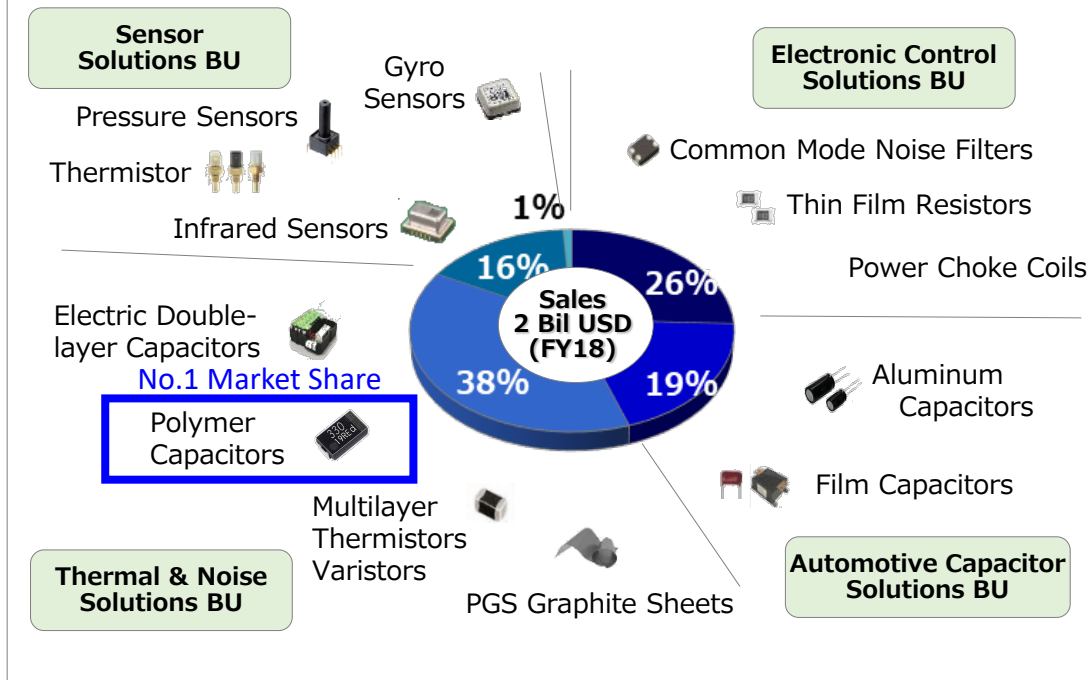 Sensor
Solutions BU
Gyro
Sensors
Electronic Control
Solutions BU
Pressure Sensors
Thermistor
Infrared Sensors
Common Mode Noise Filters
Thin Film Resistors
Power Choke Coils
1%
16%
26%
38%
19%
Sales
2 Bil USD
(FY18)
Electric Double-
layer Capacitors
No.1 Market Share
Polymer
Capacitors
330
19REd
Aluminum
Capacitors
Film Capacitors
Multilayer
Thermistors
Varistors
PGS Graphite Sheets
Thermal & Noise
Solutions BU
Automotive Capacitor
Solutions BU